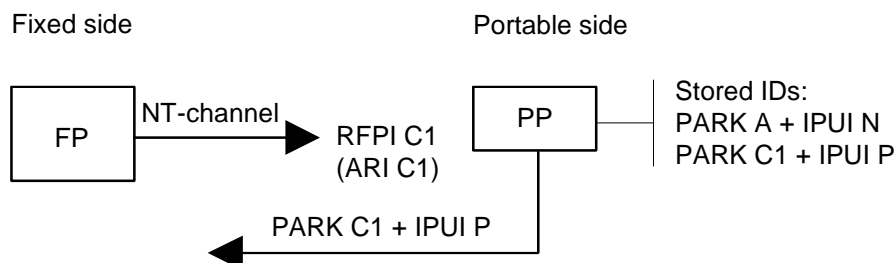 Fixed side
Portable side
FP
NT-channel
RFPI C1
(ARI C1)
PP
Stored IDs:
PARK A + IPUI N
PARK C1 + IPUI P
PARK C1 + IPUI P